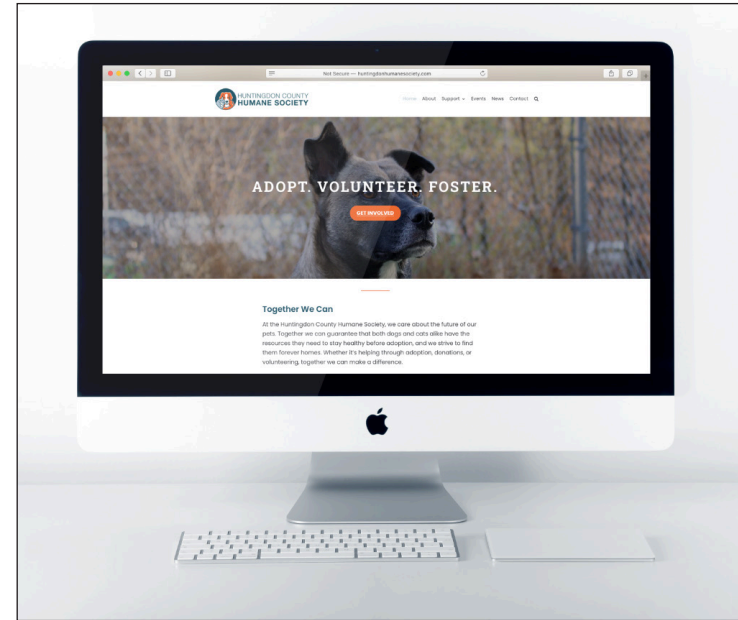 Not Secure — huntingdonhumanesociety.com
HUNTINGDON COUNTY
HUMANE SOCIETY
Home About Support Events News Contact
ADOPT. VOLUNTEER. FOSTER.
GET INVOLVED
Together We Can
At the Huntingdon County Humane Society, we care about the future of our
pets. Together we can guarantee that both dogs and cats alike have the
resources they need to stay healthy before adoption, and we strive to find
them forever homes. Whether it's helping through adoption, donations, or
volunteering, together we can make a difference.